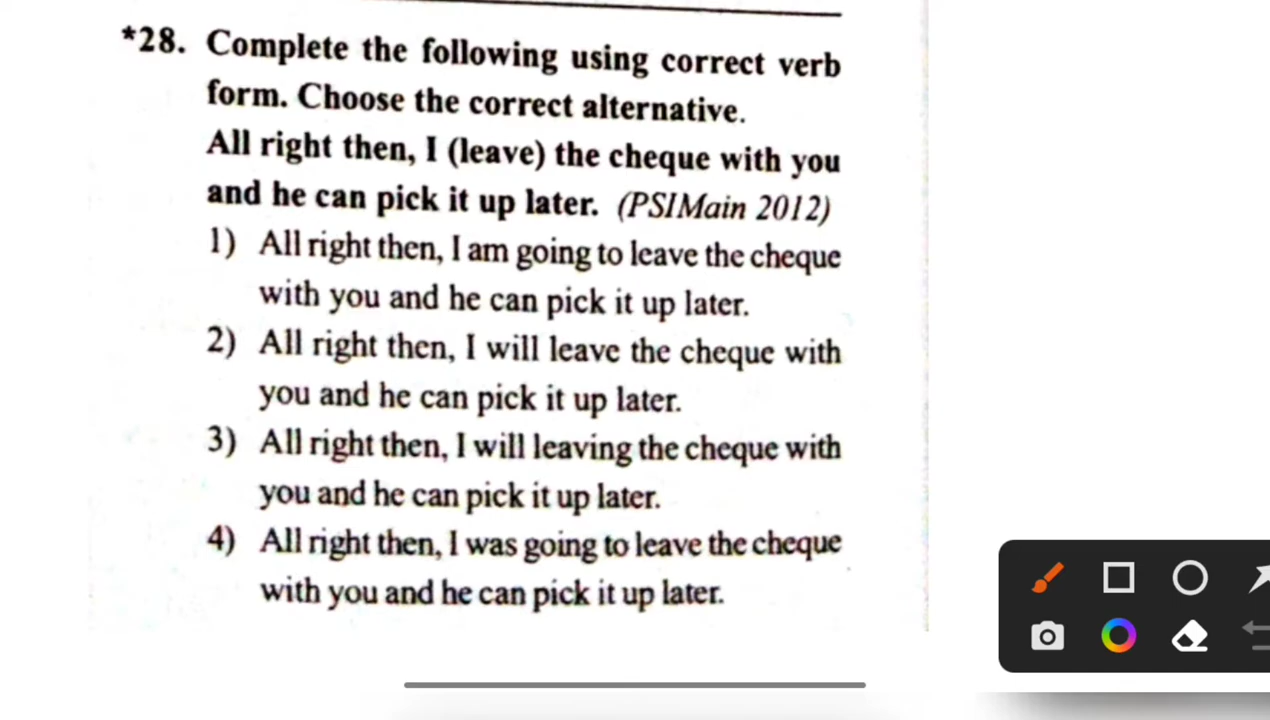 *28. Complete the following using correct verb
form. Choose the correct alternative.
All right then, I (leave) the cheque with you
and he can pick it up later. (PSI Main 2012)
1) All right then, I am going to leave the cheque
with you and he can pick it up later.
2) All right then, I will leave the cheque with
you and he can pick it up later.
3) All right then, I will leaving the cheque with
you and he can pick it up later.
4) All right then, I was going to leave the cheque
with you and he can pick it up later.